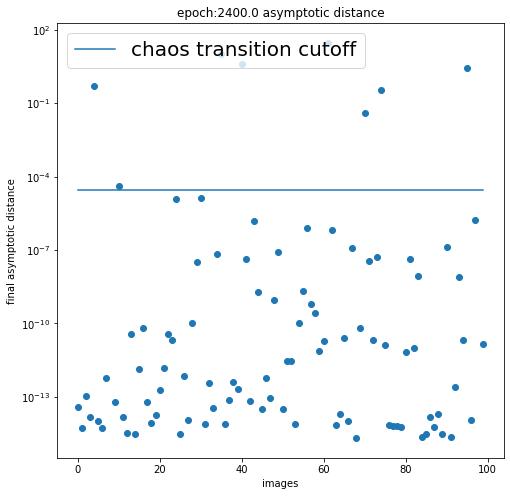 epoch:2400.0 asymptotic distance
chaos transition cutoff
final asymptotic distance
10²
10⁻¹
10⁻⁴
10⁻⁷
10⁻¹⁰
10⁻¹³
0 20 40 60 80 100
images